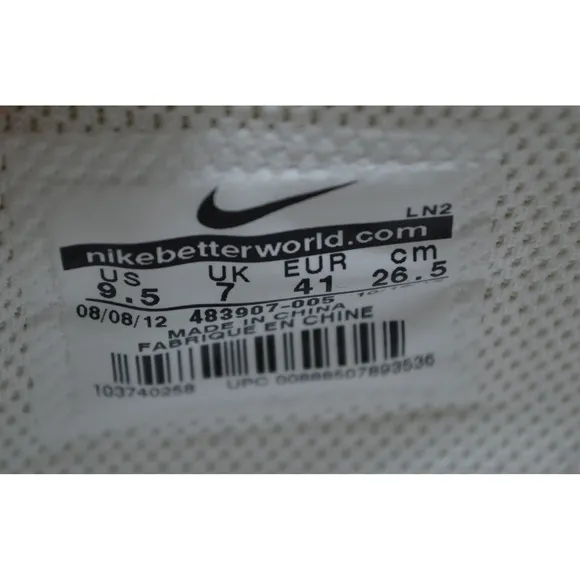 LN2
nikebetterworld.com
US UK EUR cm
9.5 7 41 26.5
08/08/12 483907-005
MADE IN CHINA
FABRIQUE EN CHINE
103740258 UPC 00888507893536